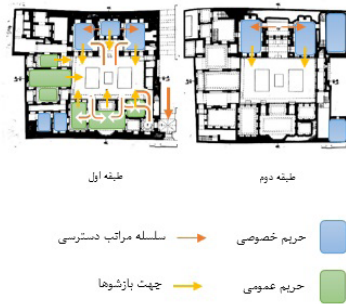 طبقه اول
طبقه دوم
حریم خصوصی
سلسله مراتب دسترسی
حریم عمومی
جهت بازشوها